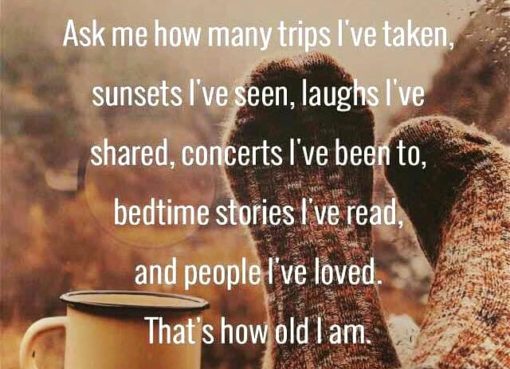 Ask me how many trips I've taken,
sunsets I've seen, laughs I've
shared, concerts I've been to,
bedtime stories I've read,
and people I've loved.
That's how old I am.